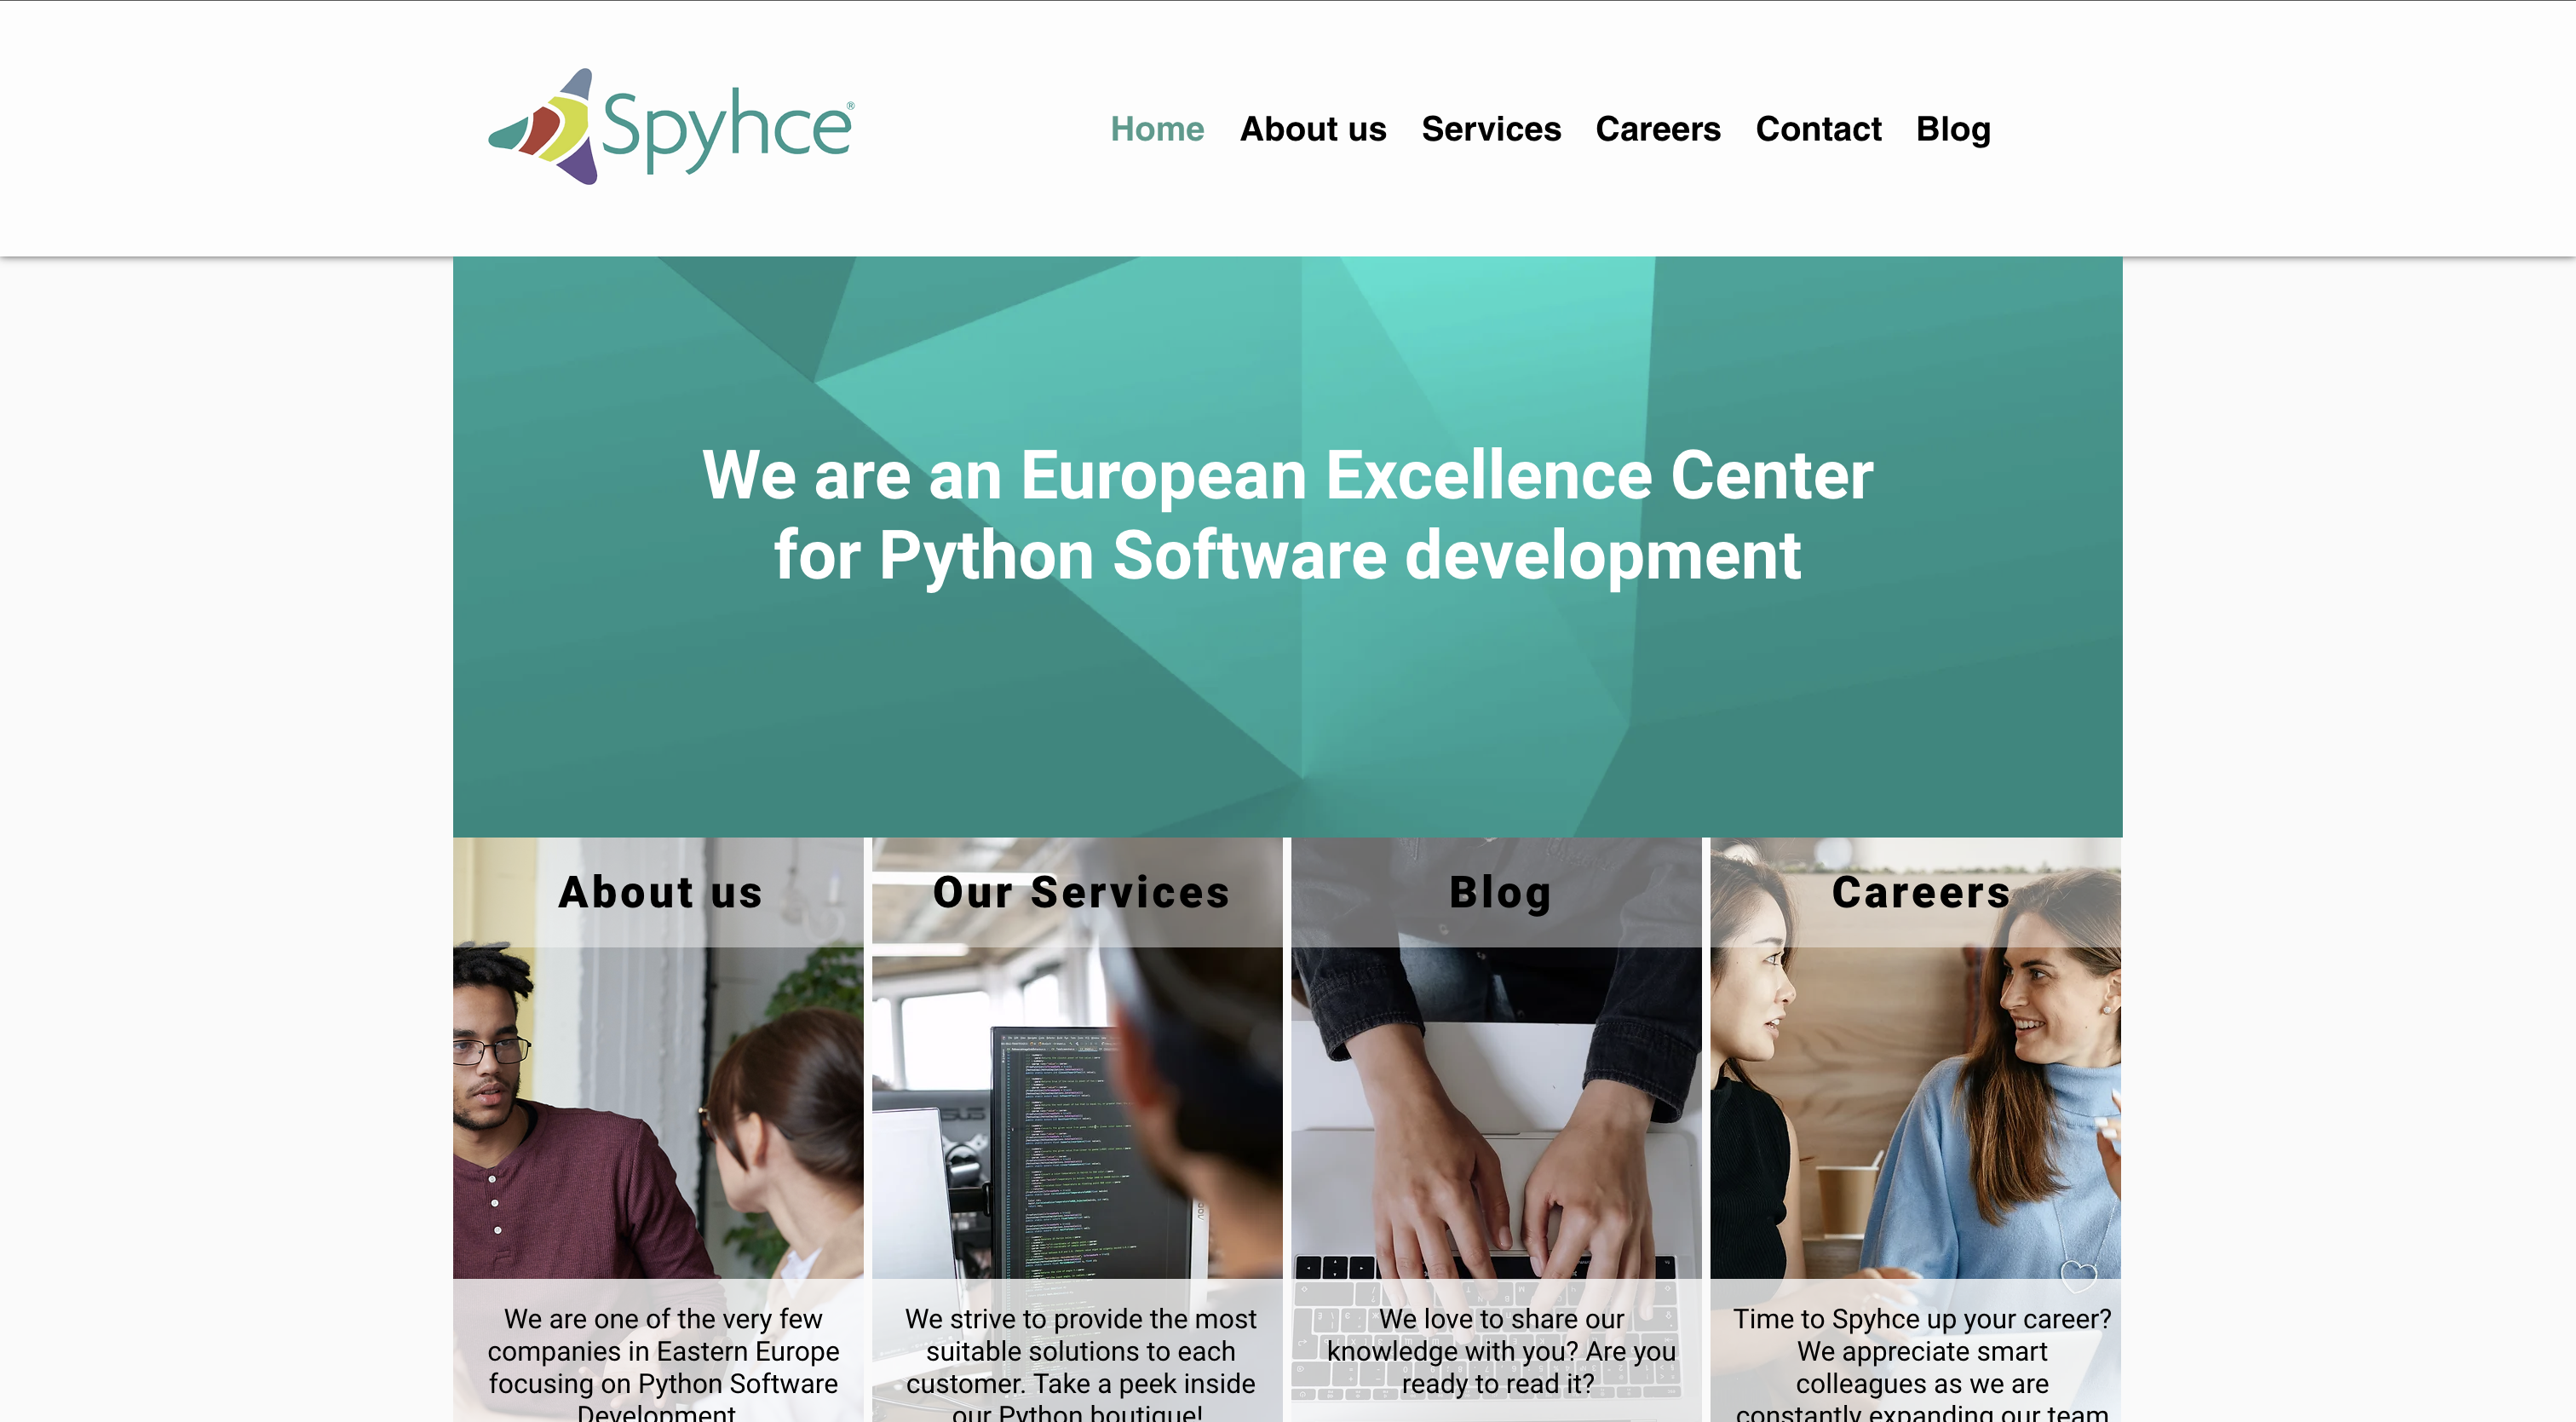 Spyhce®
Home About us Services Careers Contact Blog
We are an European Excellence Center
for Python Software development
About us
Our Services
Blog
Careers
We are one of the very few
companies in Eastern Europe
focusing on Python Software
Development
We strive to provide the most
suitable solutions to each
customer. Take a peek inside
our Python boutique!
We love to share our
knowledge with you? Are you
ready to read it?
Time to Spyhce up your career?
We appreciate smart
colleagues as we are
constantly expanding our team